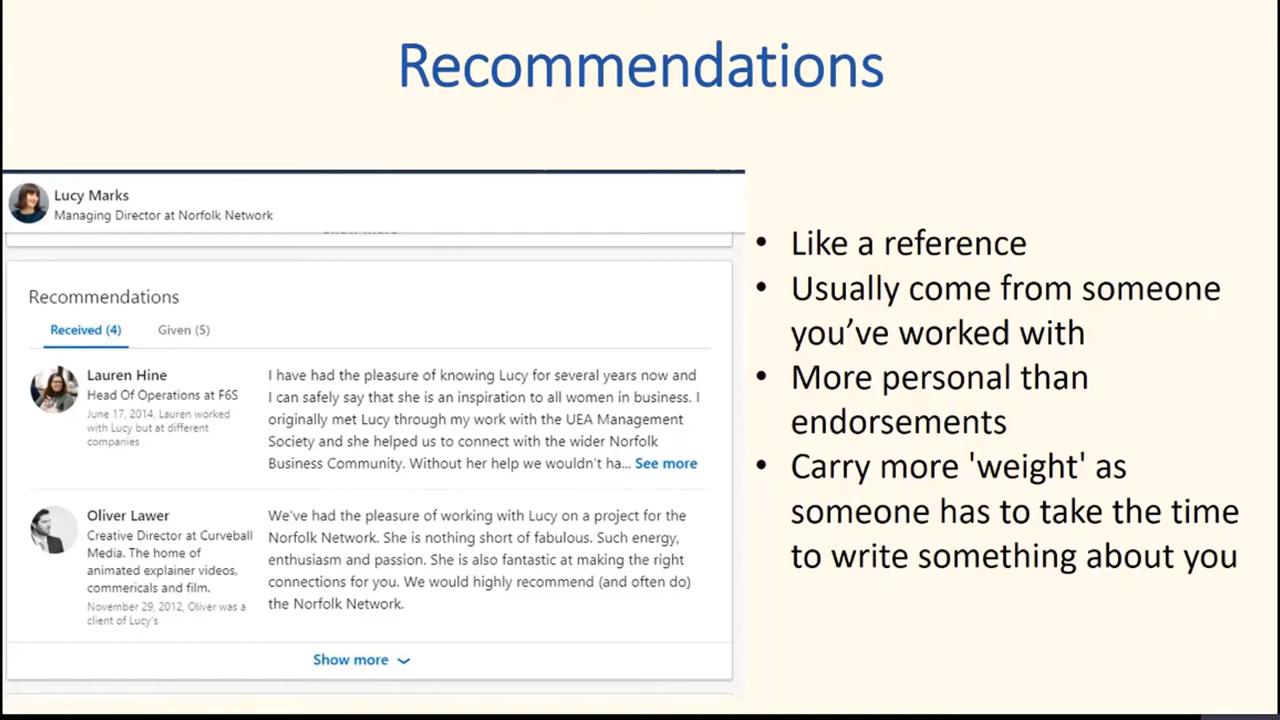 Recommendations
Lucy Marks
Managing Director at Norfolk Network
Recommendations
Received (4)
Given (5)
Lauren Hine
Head Of Operations at F6S
June 17, 2014, Lauren worked
with Lucy but at different
companies
I have had the pleasure of knowing Lucy for several years now and
I can safely say that she is an inspiration to all women in business. I
originally met Lucy through my work with the UEA Management
Society and she helped us to connect with the wider Norfolk
Business Community. Without her help we wouldn't ha... See more
Oliver Lawer
Creative Director at Curveball
Media. The home of
animated explainer videos,
commericals and film.
November 29, 2012, Oliver was a
client of Lucy's
We've had the pleasure of working with Lucy on a project for the
Norfolk Network. She is nothing short of fabulous. Such energy,
enthusiasm and passion. She is also fantastic at making the right
connections for you. We would highly recommend (and often do)
the Norfolk Network.
Show more
• Like a reference
• Usually come from someone
you've worked with
• More personal than
endorsements
• Carry more 'weight' as
someone has to take the time
to write something about you